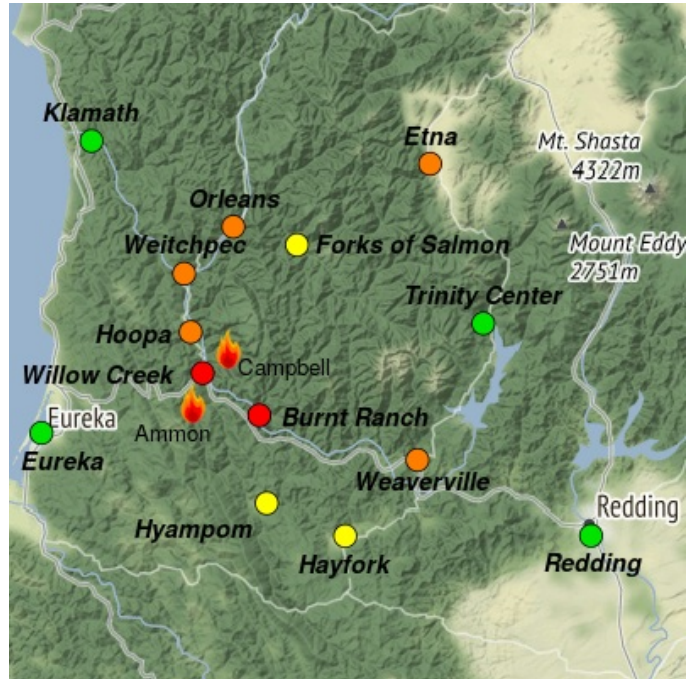 Klamath
Etna
Mt. Shasta
4322m
Orleans
Weitchpec
Forks of Salmon
Mount Eddy
2751m
Trinity Center
Hoopa
Campbell
Willow Creek
Burnt Ranch
Eureka
Ammon
Eureka
Weaverville
Hyampom
Redding
Hayfork
Redding